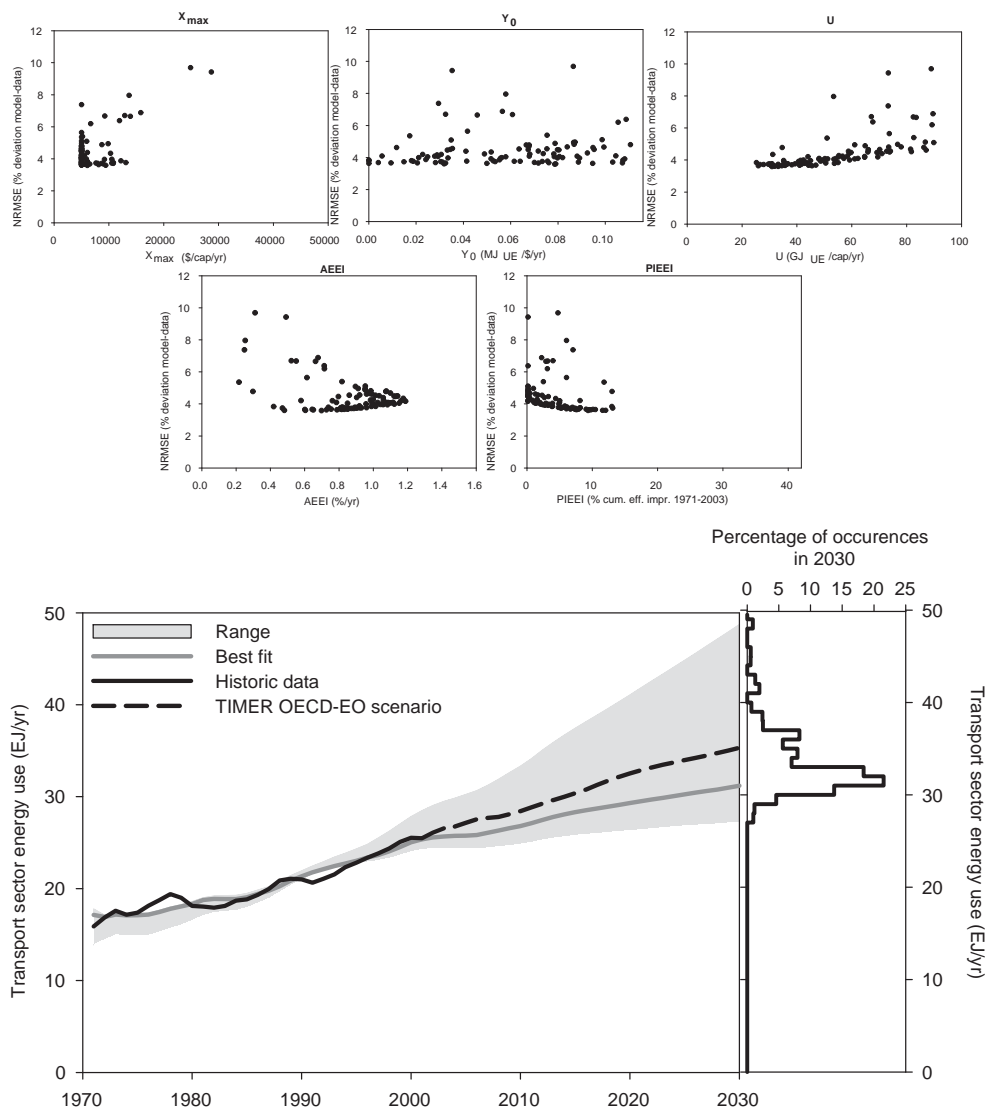 X max
NRMSE (% deviation model-data)
12
10
8
6
4
2
0
0 10000 20000 30000 40000 50000
X max ($/cap/yr)
Y 0
NRMSE (% deviation model-data)
12
10
8
6
4
2
0
0.00 0.02 0.04 0.06 0.08 0.10
Y 0 (MJ UE /$/yr)
U
NRMSE (% deviation model-data)
12
10
8
6
4
2
0
0 20 40 60 80 100
U (GJ UE /cap/yr)
AEEI
NRMSE (% deviation model-data)
12
10
8
6
4
2
0
0.0 0.2 0.4 0.6 0.8 1.0 1.2 1.4 1.6
AEEI (%/yr)
PIEEI
NRMSE (% deviation model-data)
12
10
8
6
4
2
0
0 10 20 30 40
PIEEI (% cum. eff. impr. 1971-2003)
Percentage of occurences
in 2030
0 5 10 15 20 25
Transport sector energy use (EJ/yr)
50
40
30
20
10
0
Range
Best fit
Historic data
TIMER OECD-EO scenario
1970 1980 1990 2000 2010 2020 2030
50
40
30
20
10
0
Transport sector energy use (EJ/yr)